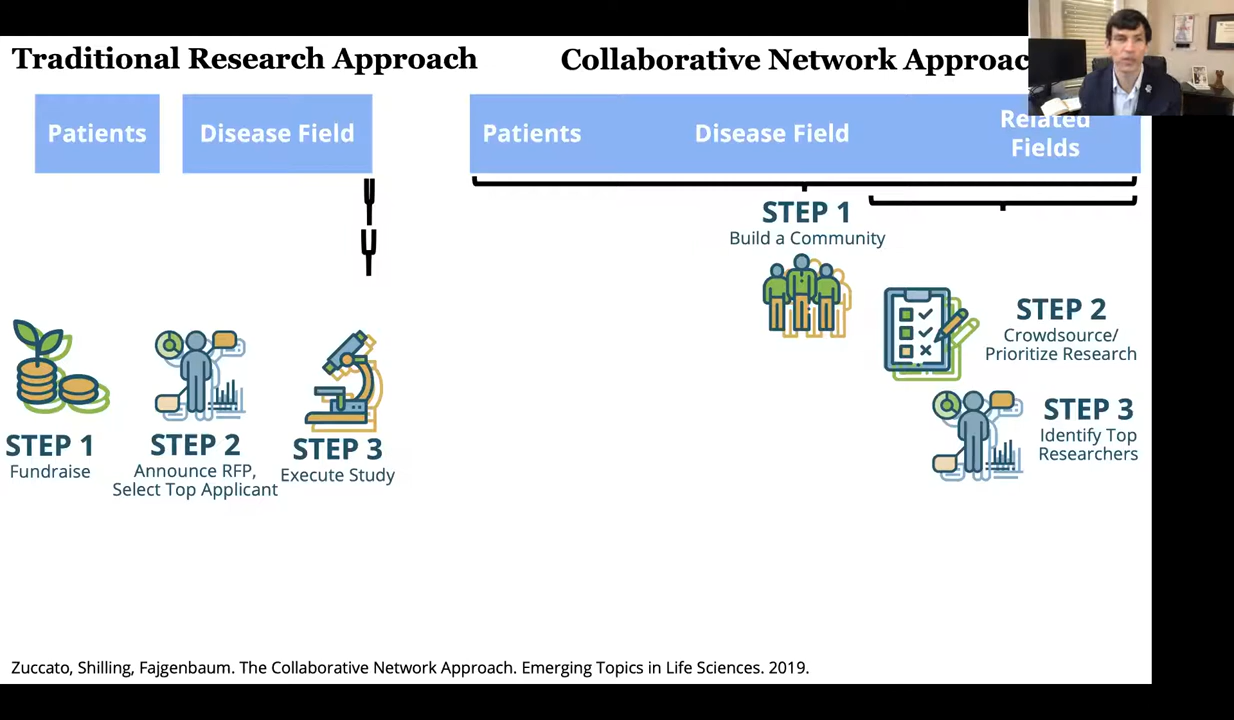 Traditional Research Approach
Patients
Disease Field
STEP 1
Fundraise
STEP 2
Announce RFP,
Select Top Applicant
STEP 3
Execute Study
Collaborative Network Approac
Patients
Disease Field
Related
Fields
STEP 1
Build a Community
STEP 2
Crowdsource/
Prioritize Research
STEP 3
Identify Top
Researchers
Zuccato, Shilling, Fajgenbaum. The Collaborative Network Approach. Emerging Topics in Life Sciences. 2019.